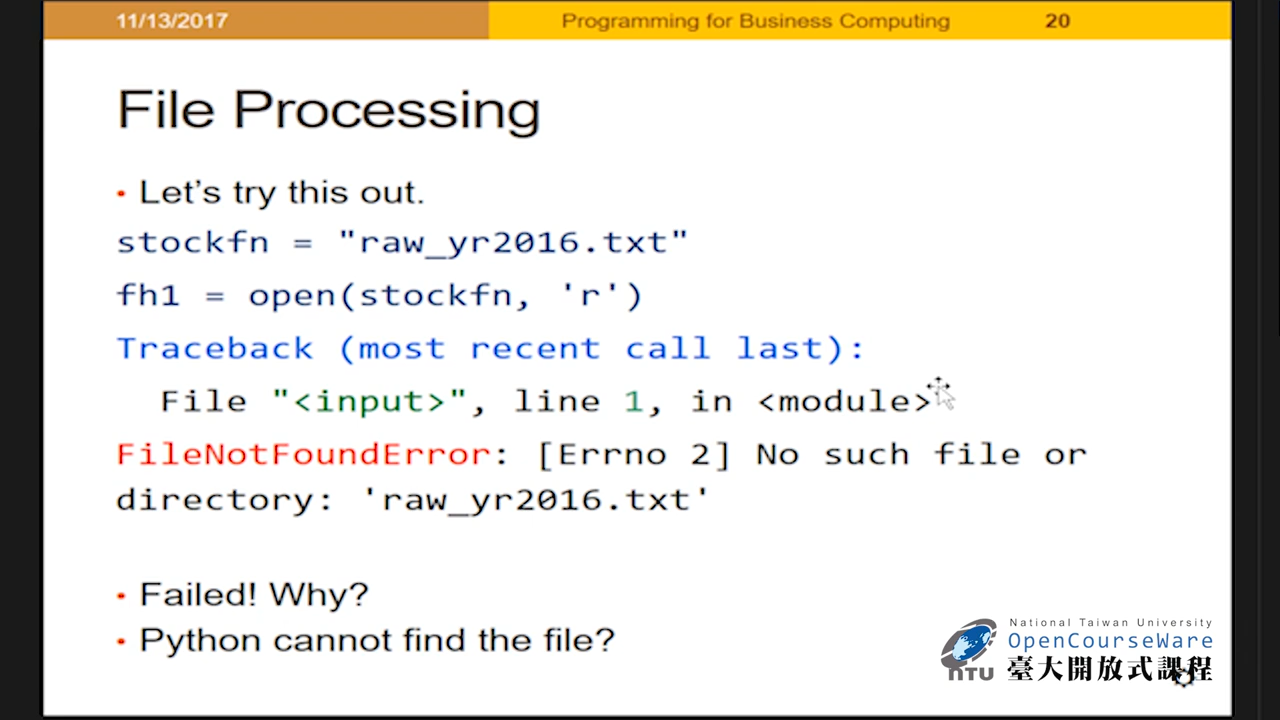 11/13/2017
Programming for Business Computing
20
File Processing
• Let's try this out.
stockfn = "raw_yr2016.txt"
fh1 = open(stockfn, 'r')
Traceback (most recent call last):
File "<input>", line 1, in <module>
FileNotFoundError: [Errno 2] No such file or
directory: 'raw_yr2016.txt'
• Failed! Why?
• Python cannot find the file?
National Taiwan University
OpenCourseWare
臺大開放式課程
NTU